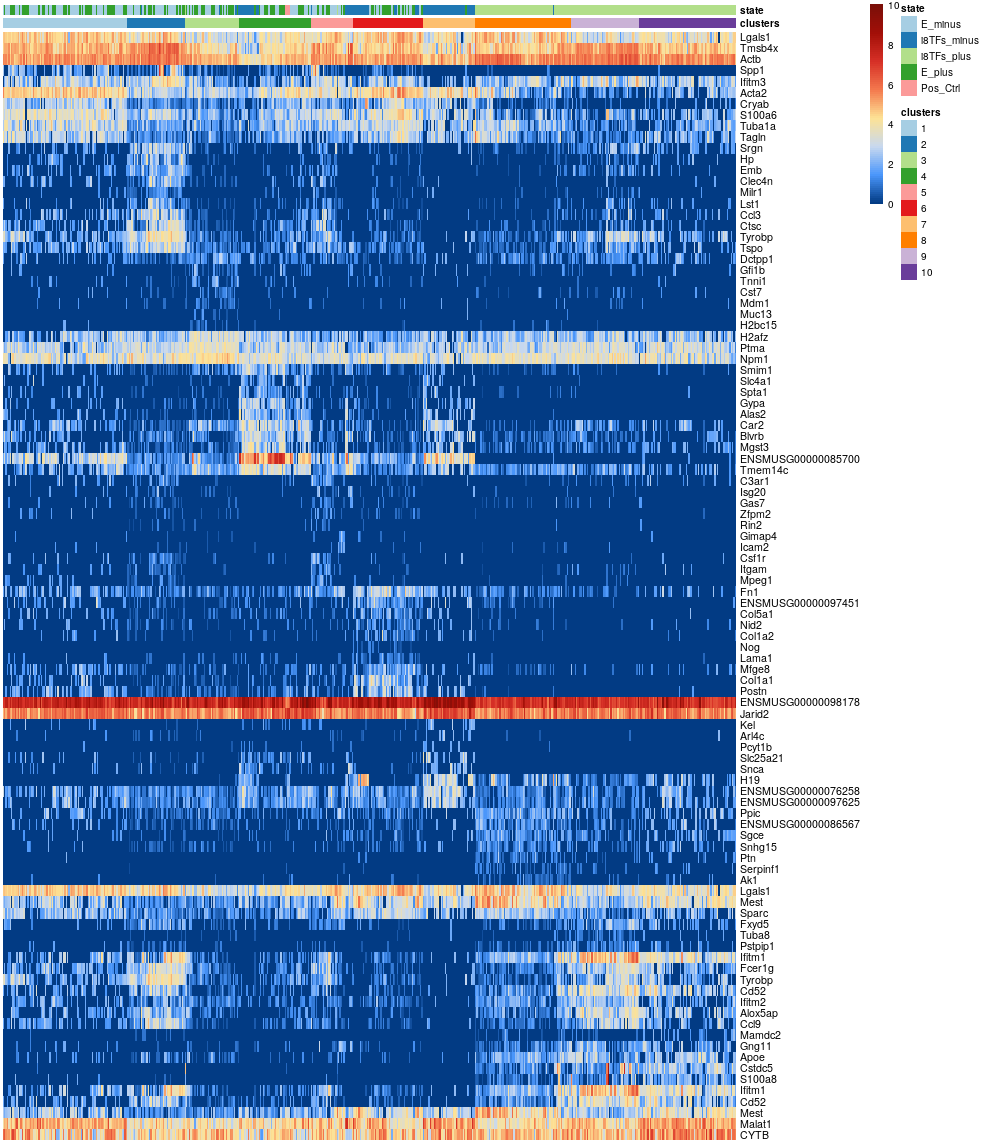 state
clusters
Lgals1
Tmsb4x
Actb
Spp1
Ifitm3
Acta2
Cryab
S100a6
Tuba1a
Tagln
Srgn
Hp
Emb
Clec4n
Milr1
Lst1
Ccl3
Ctsc
Tyrobp
Tspo
Dctpp1
Gfi1b
Tnni1
Cst7
Mdm1
Muc13
H2bc15
H2afz
Ptma
Npm1
Smim1
Slc4a1
Spta1
Gypa
Alas2
Car2
Blvrb
Mgst3
ENSMUSG00000085700
Tmem14c
C3ar1
Isg20
Gas7
Zfpm2
Rin2
Gimap4
Icam2
Csf1r
Itgam
Mpeg1
Fn1
ENSMUSG00000097451
Col5a1
Nid2
Col1a2
Nog
Lama1
Mfge8
Col1a1
Postn
ENSMUSG00000098178
Jarid2
Kel
Arl4c
Pcyt1b
Slc25a21
Snca
H19
ENSMUSG00000076258
ENSMUSG00000097625
Ppic
ENSMUSG00000086567
Sgce
Snhg15
Ptn
Serpinf1
Ak1
Lgals1
Mest
Sparc
Fxyd5
Tuba8
Pstpip1
Ifitm1
Fcer1g
Tyrobp
Cd52
Ifitm2
Alox5ap
Ccl9
Mamdc2
Gng11
Apoe
Cstdc5
S100a8
Ifitm1
Cd52
Mest
Malat1
CYTB
10
8
6
4
2
0
state
E_minus
I8TFs_minus
I8TFs_plus
E_plus
Pos_Ctrl
clusters
1
2
3
4
5
6
7
8
9
10